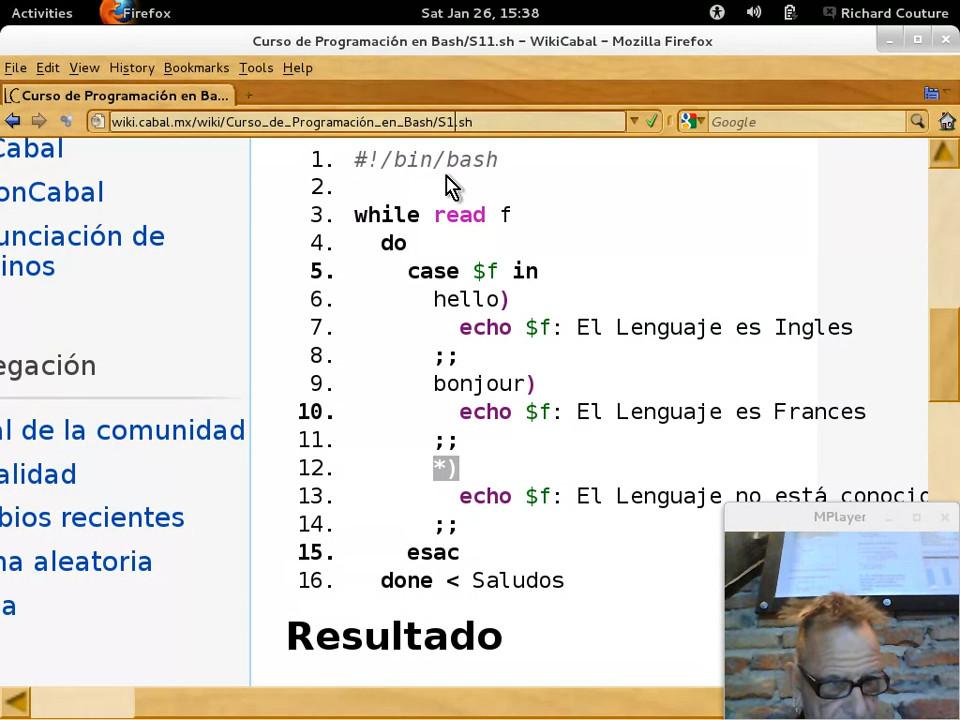 Activities Firefox Sat Jan 26, 15:38 Richard Couture
Curso de Programación en Bash/S11.sh - WikiCabal - Mozilla Firefox
File Edit View History Bookmarks Tools Help
Curso de Programación en Ba...
wiki.cabal.mx/wiki/Curso_de_Programación_en_Bash/S1.sh Google
Cabal
onCabal
unciación de
inos
egación
al de la comunidad
alidad
bios recientes
na aleatoria
a
1. #!/bin/bash
2.
3. while read f
4. do
5. case $f in
6. hello)
7. echo $f: El Lenguaje es Ingles
8. ;;
9. bonjour)
10. echo $f: El Lenguaje es Frances
11. ;;
12. *)
13. echo $f: El Lenguaje no está conocid
14. ;;
15. esac
16. done < Saludos
Resultado
MPlayer